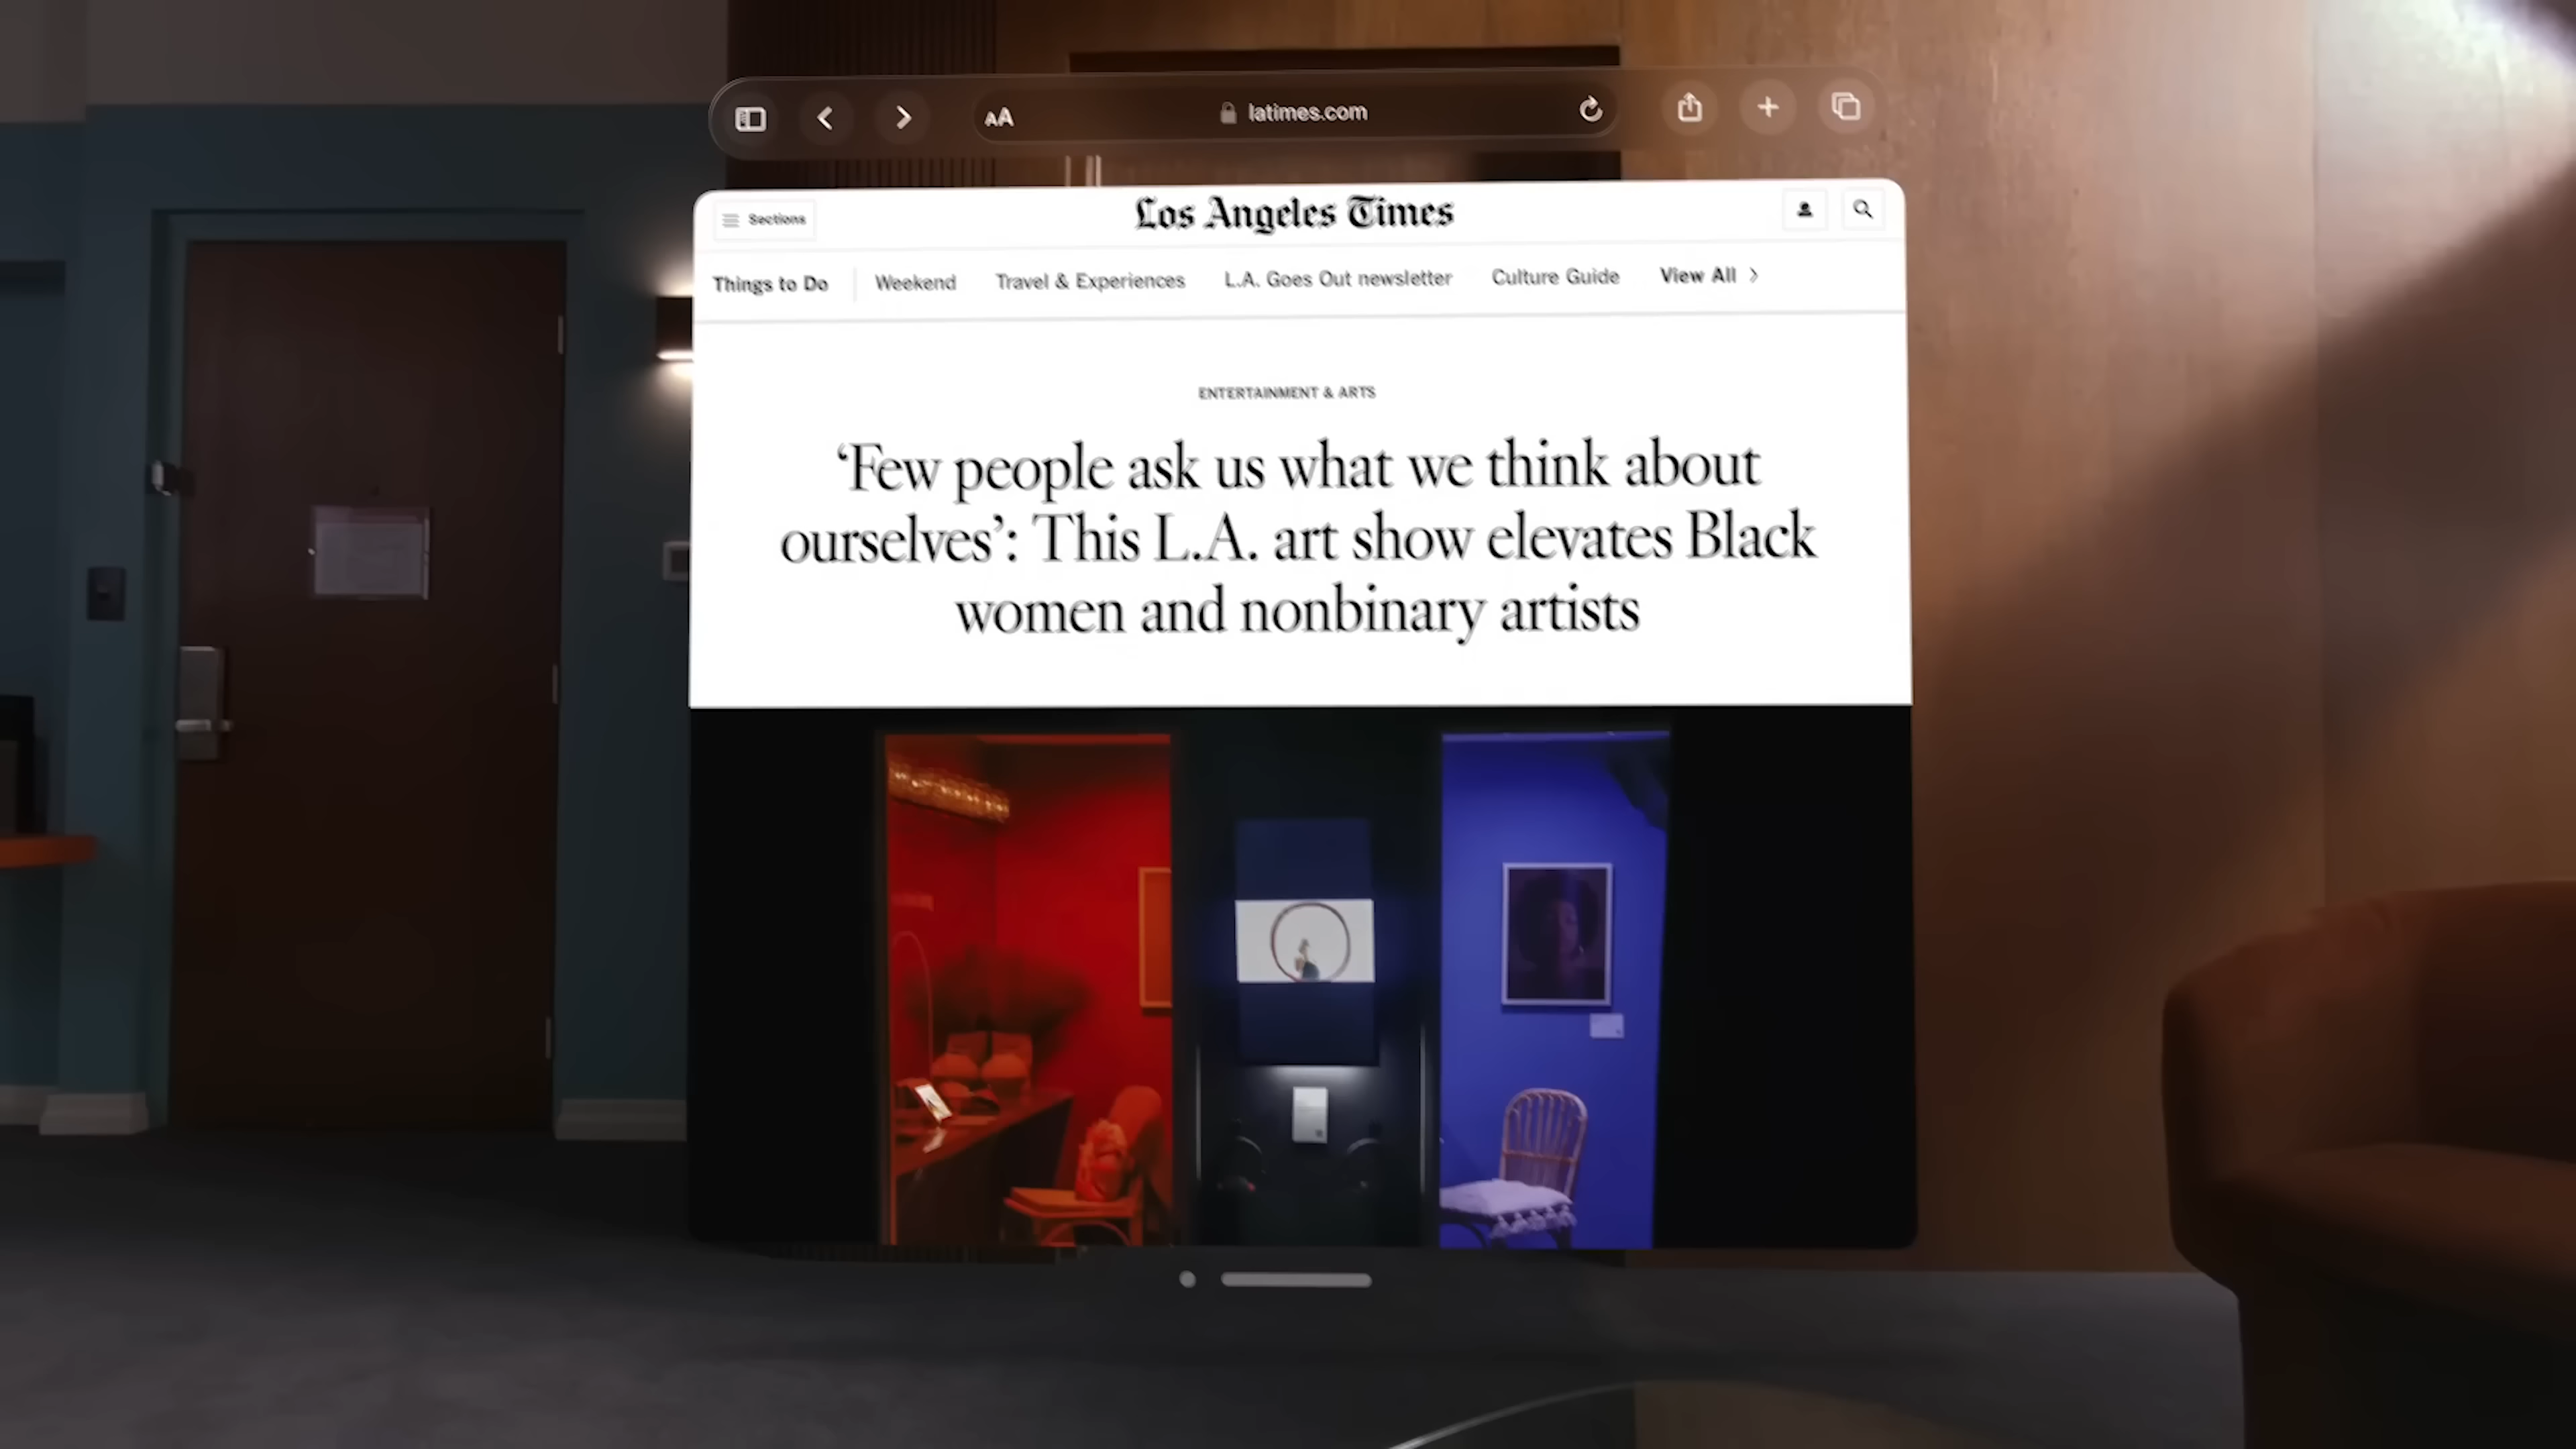 AA
latimes.com
Sections
Los Angeles Times
Things to Do
Weekend
Travel & Experiences
L.A. Goes Out newsletter
Culture Guide
View All
ENTERTAINMENT & ARTS
‘Few people ask us what we think about
ourselves’: This L.A. art show elevates Black
women and nonbinary artists